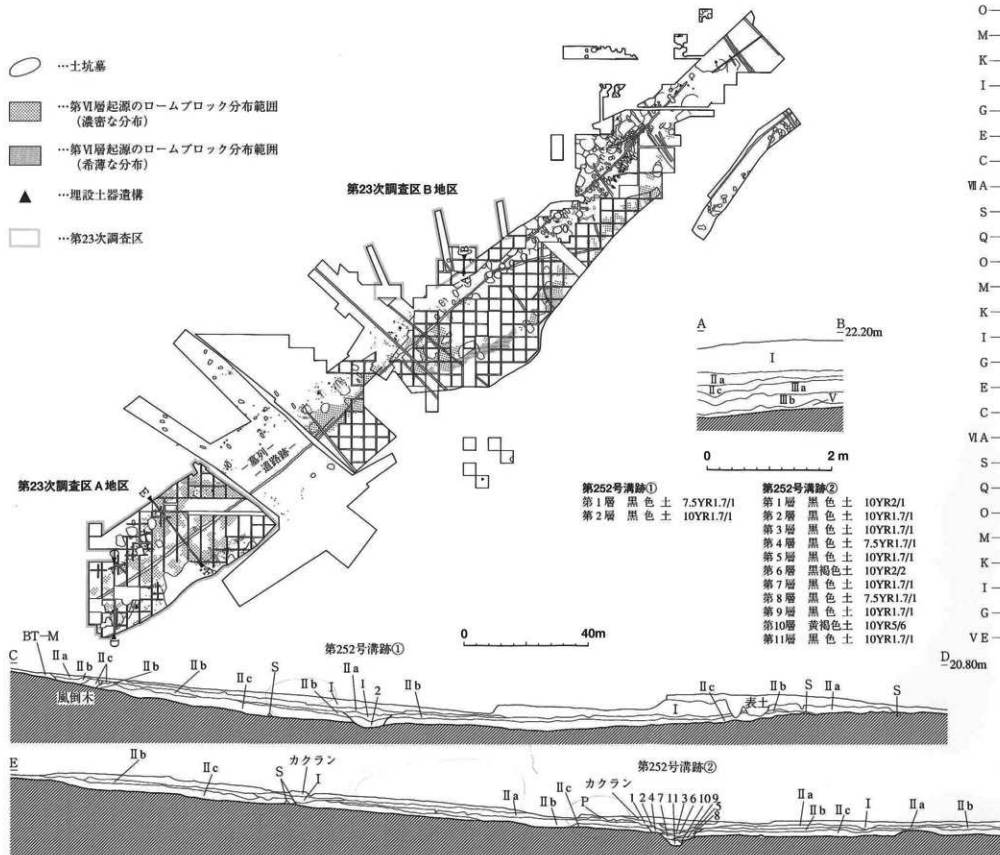 …土坑墓
…第Ⅵ層起源のロームブロック分布範囲
（濃密な分布）
…第Ⅵ層起源のロームブロック分布範囲
（希薄な分布）
▲ …埋設土器遺構
…第23次調査区
第23次調査区B地区
第23次調査区A地区
墓列
道路跡
E
O
M
K
I
G
E
C
ⅦA
S
Q
O
M
K
I
G
E
C
ⅥA
S
Q
O
M
K
I
G
ⅤE
A B
22.20m
I
Ⅱa
Ⅱc Ⅲa
Ⅲb V
0 2m
第252号溝跡①
第1層 黒色土 7.5YR1.7/1
第2層 黒色土 10YR1.7/1
第252号溝跡②
第1層 黒色土 10YR2/1
第2層 黒色土 10YR1.7/1
第3層 黒色土 10YR1.7/1
第4層 黒色土 7.5YR1.7/1
第5層 黒色土 10YR1.7/1
第6層 黒褐色土 10YR2/2
第7層 黒色土 10YR1.7/1
第8層 黒色土 7.5YR1.7/1
第9層 黒色土 10YR1.7/1
第10層 黄褐色土 10YR5/6
第11層 黒色土 10YR1.7/1
0 40m
第252号溝跡①
C D
20.80m
BT-M Ⅱa Ⅱb Ⅱc Ⅱb Ⅱb Ⅱc S Ⅱb I Ⅱa 1 2 Ⅱb I Ⅱc 表土 Ⅱb S Ⅱa S
風倒木
第252号溝跡②
E
Ⅱb Ⅱc S カクラン I Ⅱa Ⅱb Ⅱc P カクラン 1 2 4 7 11 3 6 10 9 5 8 Ⅱa Ⅱb Ⅱc I Ⅱa Ⅱb